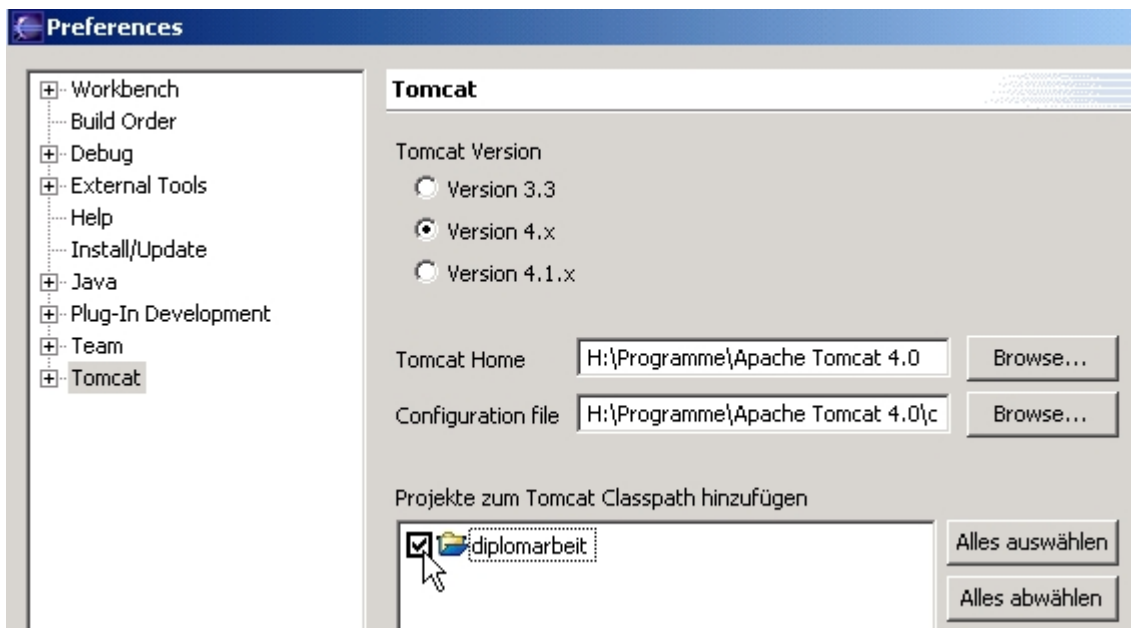 Preferences
Workbench
Build Order
Debug
External Tools
Help
Install/Update
Java
Plug-In Development
Team
Tomcat
Tomcat
Tomcat Version
Version 3.3
Version 4.x
Version 4.1.x
Tomcat Home H:\Programme\Apache Tomcat 4.0 Browse...
Configuration file H:\Programme\Apache Tomcat 4.0\c Browse...
Projekte zum Tomcat Classpath hinzufügen
diplomarbeit Alles auswählen
Alles abwählen